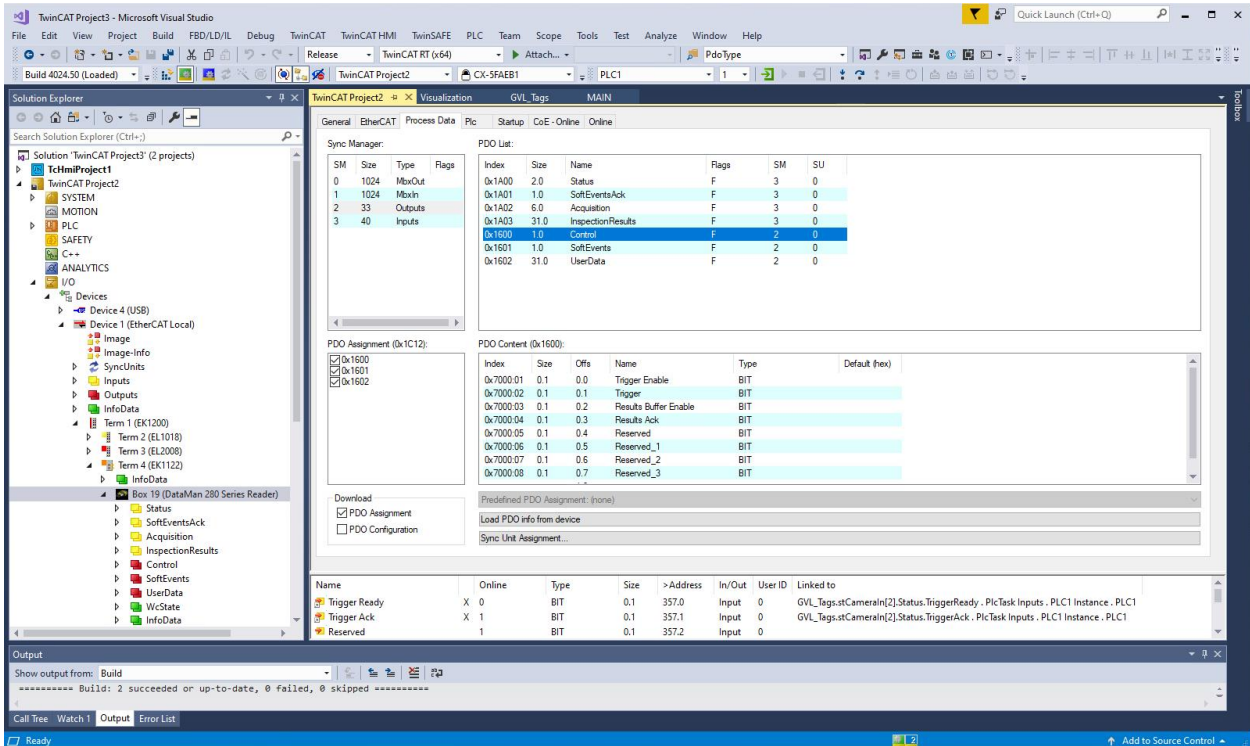 TwinCAT Project3 - Microsoft Visual Studio
Quick Launch (Ctrl+Q)
File Edit View Project Build FBD/LD/IL Debug TwinCAT TwinCAT HMI TwinSAFE PLC Team Scope Tools Test Analyze Window Help
Release TwinCAT RT (x64) Attach... PdoType
Build 4024.50 (Loaded) TwinCAT Project2 CX-5FAEB1 PLC1 1
Solution Explorer
Search Solution Explorer (Ctrl+;)
Solution 'TwinCAT Project3' (2 projects)
TcHmiProject1
TwinCAT Project2
SYSTEM
MOTION
PLC
SAFETY
C++
ANALYTICS
I/O
Devices
Device 4 (USB)
Device 1 (EtherCAT Local)
Image
Image-Info
SyncUnits
Inputs
Outputs
InfoData
Term 1 (EK1200)
Term 2 (EL1018)
Term 3 (EL2008)
Term 4 (EK1122)
InfoData
Box 19 (DataMan 280 Series Reader)
Status
SoftEventsAck
Acquisition
InspectionResults
Control
SoftEvents
UserData
WcState
InfoData
TwinCAT Project2 Visualization GVL_Tags MAIN
Toolbox
General EtherCAT Process Data Plc Startup CoE - Online Online
Sync Manager:
SM Size Type Flags
0 1024 MbxOut
1 1024 MbxIn
2 33 Outputs
3 40 Inputs
PDO List:
Index Size Name Flags SM SU
0x1A00 2.0 Status F 3 0
0x1A01 1.0 SoftEventsAck F 3 0
0x1A02 6.0 Acquisition F 3 0
0x1A03 31.0 InspectionResults F 3 0
0x1600 1.0 Control F 2 0
0x1601 1.0 SoftEvents F 2 0
0x1602 31.0 UserData F 2 0
PDO Assignment (0x1C12):
0x1600
0x1601
0x1602
PDO Content (0x1600):
Index Size Offs Name Type Default (hex)
0x7000:01 0.1 0.0 Trigger Enable BIT
0x7000:02 0.1 0.1 Trigger BIT
0x7000:03 0.1 0.2 Results Buffer Enable BIT
0x7000:04 0.1 0.3 Results Ack BIT
0x7000:05 0.1 0.4 Reserved BIT
0x7000:06 0.1 0.5 Reserved_1 BIT
0x7000:07 0.1 0.6 Reserved_2 BIT
0x7000:08 0.1 0.7 Reserved_3 BIT
Download
PDO Assignment
PDO Configuration
Predefined PDO Assignment: (none)
Load PDO info from device
Sync Unit Assignment...
Name Online Type Size >Address In/Out User ID Linked to
Trigger Ready X 0 BIT 0.1 357.0 Input 0 GVL_Tags.stCameraIn[2].Status.TriggerReady . PlcTask Inputs . PLC1 Instance . PLC1
Trigger Ack X 1 BIT 0.1 357.1 Input 0 GVL_Tags.stCameraIn[2].Status.TriggerAck . PlcTask Inputs . PLC1 Instance . PLC1
Reserved 1 BIT 0.1 357.2 Input 0
Output
Show output from: Build
========== Build: 2 succeeded or up-to-date, 0 failed, 0 skipped ==========
Call Tree Watch 1 Output Error List
Ready 2 Add to Source Control